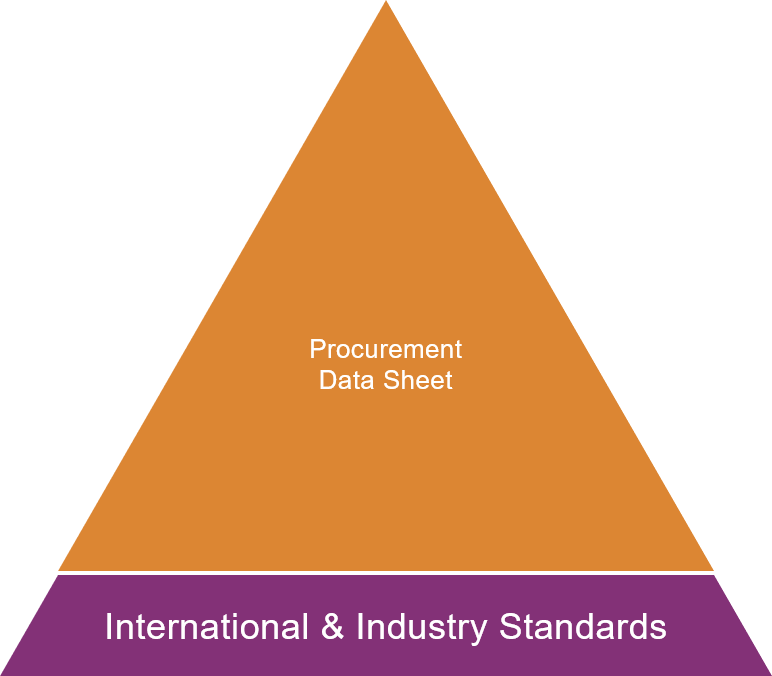 Procurement
Data Sheet
International & Industry Standards